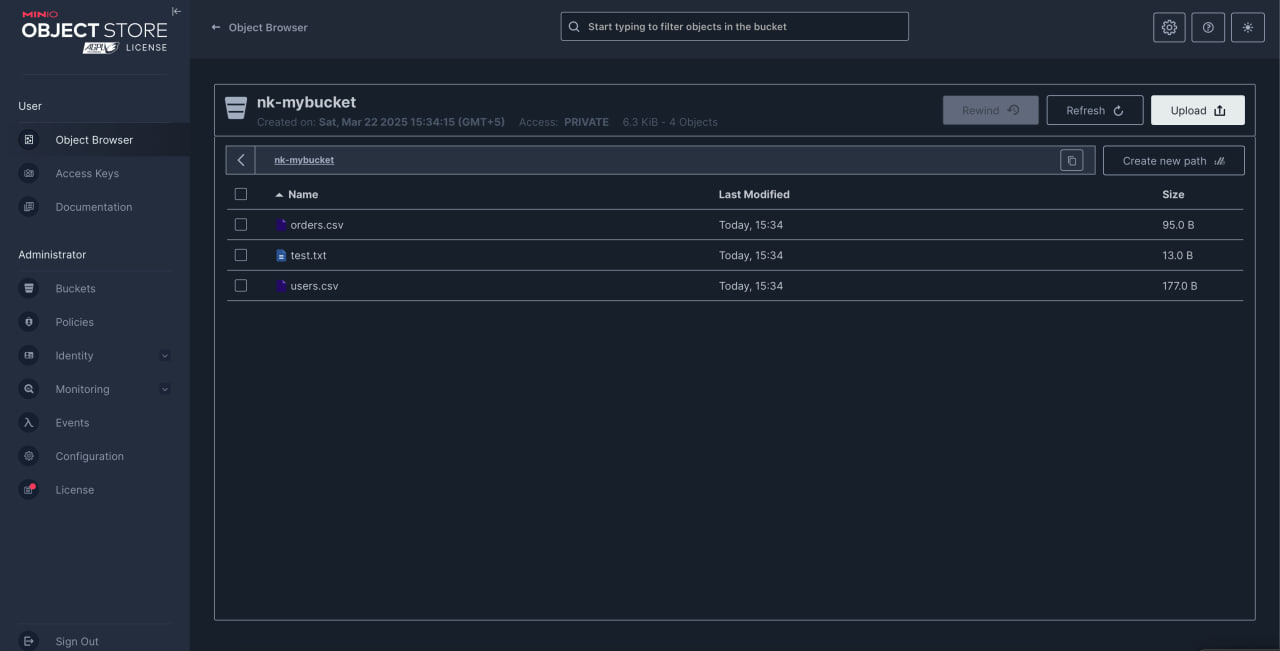 MINIO
OBJECT STORE
AGPLv3 LICENSE
User
Object Browser
Access Keys
Documentation
Administrator
Buckets
Policies
Identity
Monitoring
Events
Configuration
License
Sign Out
← Object Browser
Start typing to filter objects in the bucket
nk-mybucket
Created on: Sat, Mar 22 2025 15:34:15 (GMT+5) Access: PRIVATE 6.3 KiB - 4 Objects
Rewind Refresh Upload
nk-mybucket
Create new path
Name Last Modified Size
orders.csv Today, 15:34 95.0 B
test.txt Today, 15:34 13.0 B
users.csv Today, 15:34 177.0 B